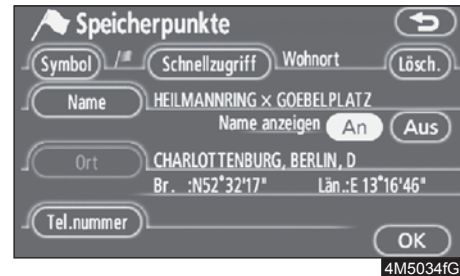 Speicherpunkte
Symbol Schnellzugriff Wohnort Lösch.
Name HEILMANNRING × GOEBELPLATZ
Name anzeigen An Aus
Ort CHARLOTTENBURG, BERLIN, D
Br. :N52°32'17" Län.:E 13°16'46"
Tel.nummer
OK
4M5034fG